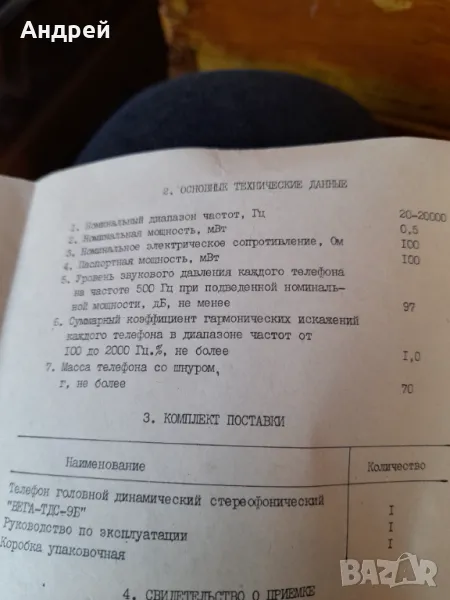 Андрей
2. ОСНОВНЫЕ ТЕХНИЧЕСКИЕ ДАННЫЕ
1. Номинальный диапазон частот, Гц 20-20000
2. Номинальная мощность, мВт 0,5
3. Номинальное электрическое сопротивление, Ом 100
4. Паспортная мощность, мВт 100
5. Уровень звукового давления каждого телефона
на частоте 500 Гц при подведенной номиналь-
ной мощности, дБ, не менее 97
6. Суммарный коэффициент гармонических искажений
каждого телефона в диапазоне частот от
100 до 2000 Гц,%, не более 1,0
7. Масса телефона со шнуром,
г, не более 70
3. КОМПЛЕКТ ПОСТАВКИ
Наименование Количество
Телефон головной динамический стереофонический
"ВЕГА-ТДС-9Б" I
Руководство по эксплуатации I
Коробка упаковочная I
4. СВИДЕТЕЛЬСТВО О ПРИЕМКЕ
BAZAR